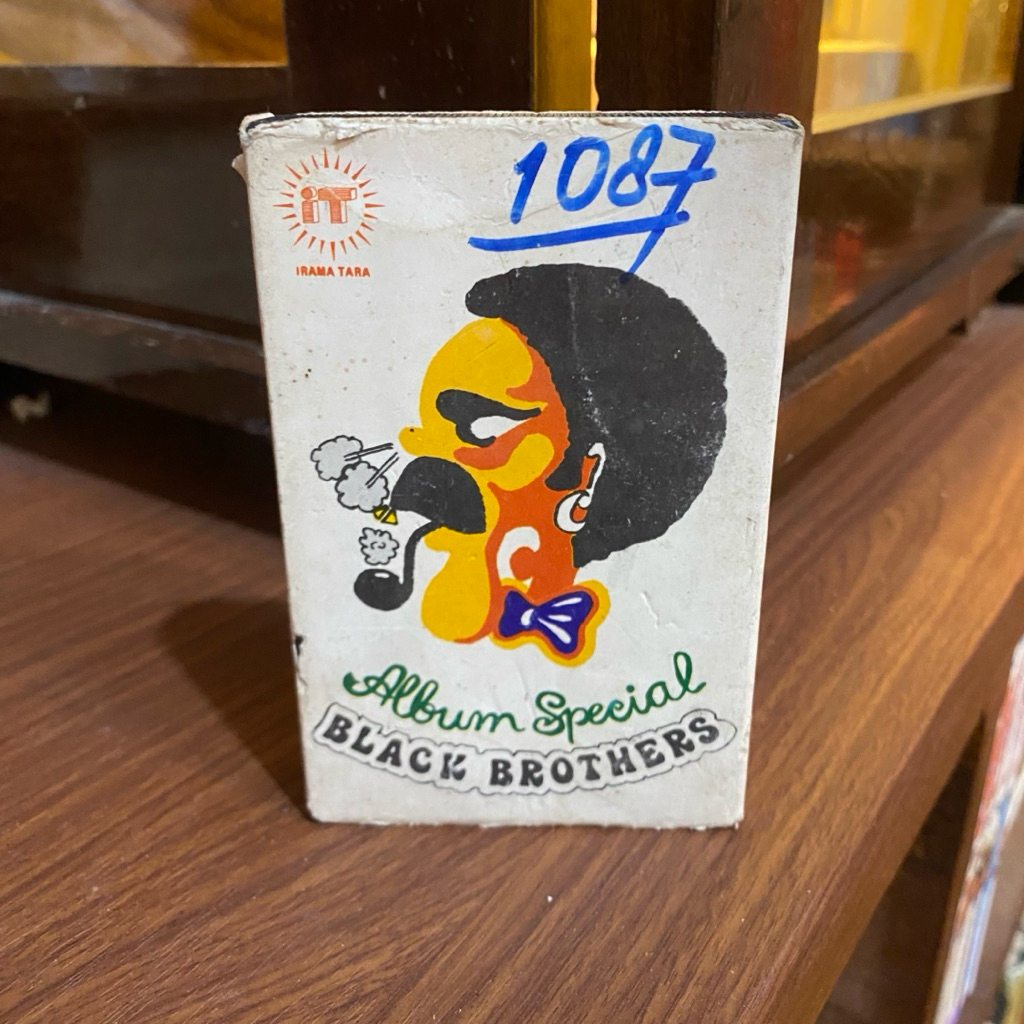 1087
iT
IRAMA TARA
Album Special
BLACK BROTHERS